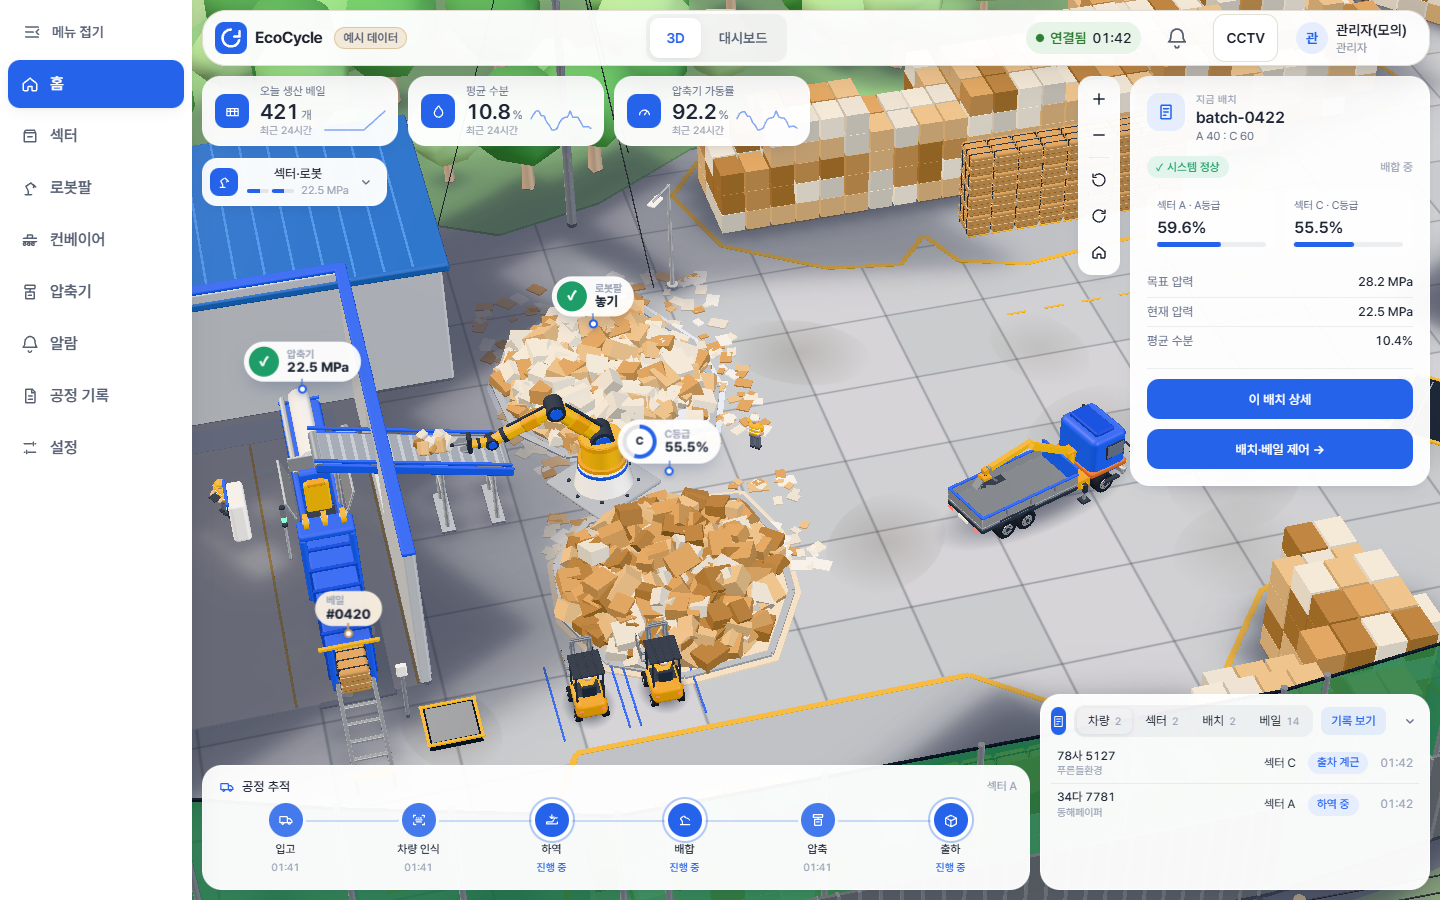 메뉴 접기
홈
섹터
로봇팔
컨베이어
압축기
알람
공정 기록
설정
EcoCycle 예시 데이터
3D 대시보드
연결됨 01:42
CCTV
관 관리자(모의)
관리자
오늘 생산 베일
421 개
최근 24시간
평균 수분
10.8 %
최근 24시간
압축기 가동률
92.2 %
최근 24시간
섹터·로봇
22.5 MPa
지금 배치
batch-0422
A 40 : C 60
✓ 시스템 정상 배합 중
섹터 A · A등급
59.6%
섹터 C · C등급
55.5%
목표 압력 28.2 MPa
현재 압력 22.5 MPa
평균 수분 10.4%
이 배치 상세
배치·베일 제어 →
로봇팔
놓기
압축기
22.5 MPa
C
C등급
55.5%
베일
#0420
공정 추적 섹터 A
입고
01:41
차량 인식
01:41
하역
진행 중
배합
진행 중
압축
01:41
출하
진행 중
차량 2 섹터 2 배치 2 베일 14 기록 보기
78사 5127
푸른들환경
섹터 C 출차 계근 01:42
34다 7781
동해페이퍼
섹터 A 하역 중 01:42